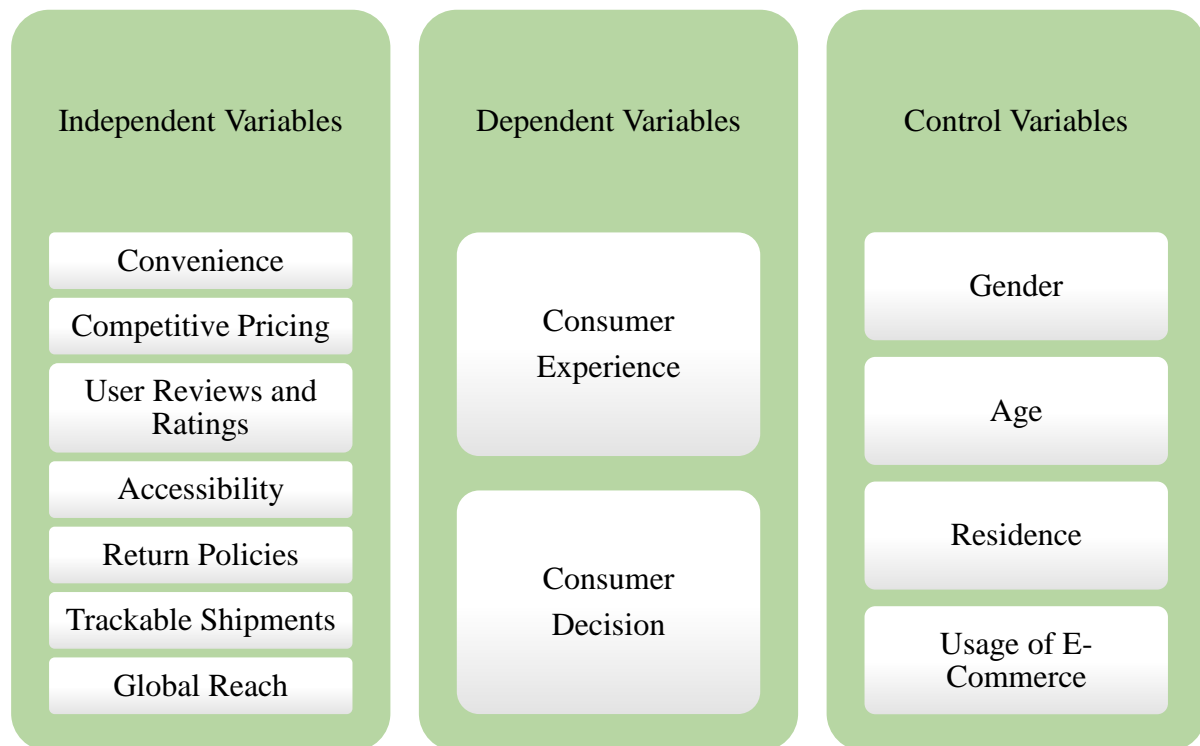 Independent Variables
Convenience
Competitive Pricing
User Reviews and
Ratings
Accessibility
Return Policies
Trackable Shipments
Global Reach
Dependent Variables
Consumer
Experience
Consumer
Decision
Control Variables
Gender
Age
Residence
Usage of E-
Commerce